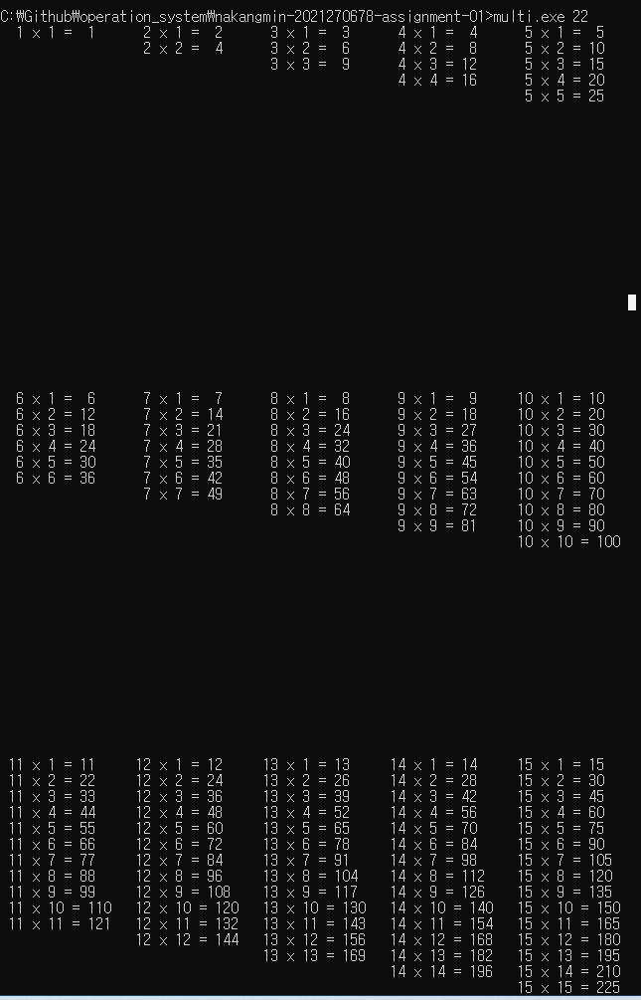 C:₩Github₩operation_system₩nakangmin-2021270678-assignment-01>multi.exe 22
1 x 1 =  1      2 x 1 =  2      3 x 1 =  3      4 x 1 =  4      5 x 1 =  5
2 x 2 =  4      3 x 2 =  6      4 x 2 =  8      5 x 2 = 10
3 x 3 =  9      4 x 3 = 12      5 x 3 = 15
4 x 4 = 16      5 x 4 = 20
5 x 5 = 25
6 x 1 =  6      7 x 1 =  7      8 x 1 =  8      9 x 1 =  9     10 x 1 = 10
6 x 2 = 12      7 x 2 = 14      8 x 2 = 16      9 x 2 = 18     10 x 2 = 20
6 x 3 = 18      7 x 3 = 21      8 x 3 = 24      9 x 3 = 27     10 x 3 = 30
6 x 4 = 24      7 x 4 = 28      8 x 4 = 32      9 x 4 = 36     10 x 4 = 40
6 x 5 = 30      7 x 5 = 35      8 x 5 = 40      9 x 5 = 45     10 x 5 = 50
6 x 6 = 36      7 x 6 = 42      8 x 6 = 48      9 x 6 = 54     10 x 6 = 60
7 x 7 = 49      8 x 7 = 56      9 x 7 = 63     10 x 7 = 70
8 x 8 = 64      9 x 8 = 72     10 x 8 = 80
9 x 9 = 81     10 x 9 = 90
10 x 10 = 100
11 x 1 = 11     12 x 1 = 12     13 x 1 = 13     14 x 1 = 14     15 x 1 = 15
11 x 2 = 22     12 x 2 = 24     13 x 2 = 26     14 x 2 = 28     15 x 2 = 30
11 x 3 = 33     12 x 3 = 36     13 x 3 = 39     14 x 3 = 42     15 x 3 = 45
11 x 4 = 44     12 x 4 = 48     13 x 4 = 52     14 x 4 = 56     15 x 4 = 60
11 x 5 = 55     12 x 5 = 60     13 x 5 = 65     14 x 5 = 70     15 x 5 = 75
11 x 6 = 66     12 x 6 = 72     13 x 6 = 78     14 x 6 = 84     15 x 6 = 90
11 x 7 = 77     12 x 7 = 84     13 x 7 = 91     14 x 7 = 98     15 x 7 = 105
11 x 8 = 88     12 x 8 = 96     13 x 8 = 104    14 x 8 = 112    15 x 8 = 120
11 x 9 = 99     12 x 9 = 108    13 x 9 = 117    14 x 9 = 126    15 x 9 = 135
11 x 10 = 110   12 x 10 = 120   13 x 10 = 130   14 x 10 = 140   15 x 10 = 150
11 x 11 = 121   12 x 11 = 132   13 x 11 = 143   14 x 11 = 154   15 x 11 = 165
12 x 12 = 144   13 x 12 = 156   14 x 12 = 168   15 x 12 = 180
13 x 13 = 169   14 x 13 = 182   15 x 13 = 195
14 x 14 = 196   15 x 14 = 210
15 x 15 = 225